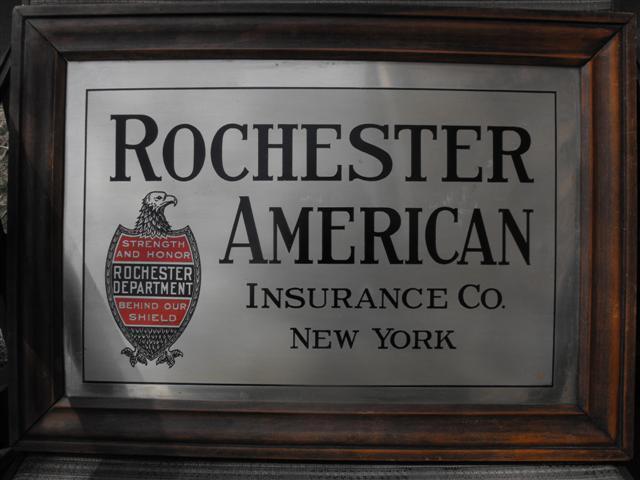 ROCHESTER
AMERICAN
INSURANCE CO.
NEW YORK
STRENGTH
AND HONOR
ROCHESTER
DEPARTMENT
BEHIND OUR
SHIELD